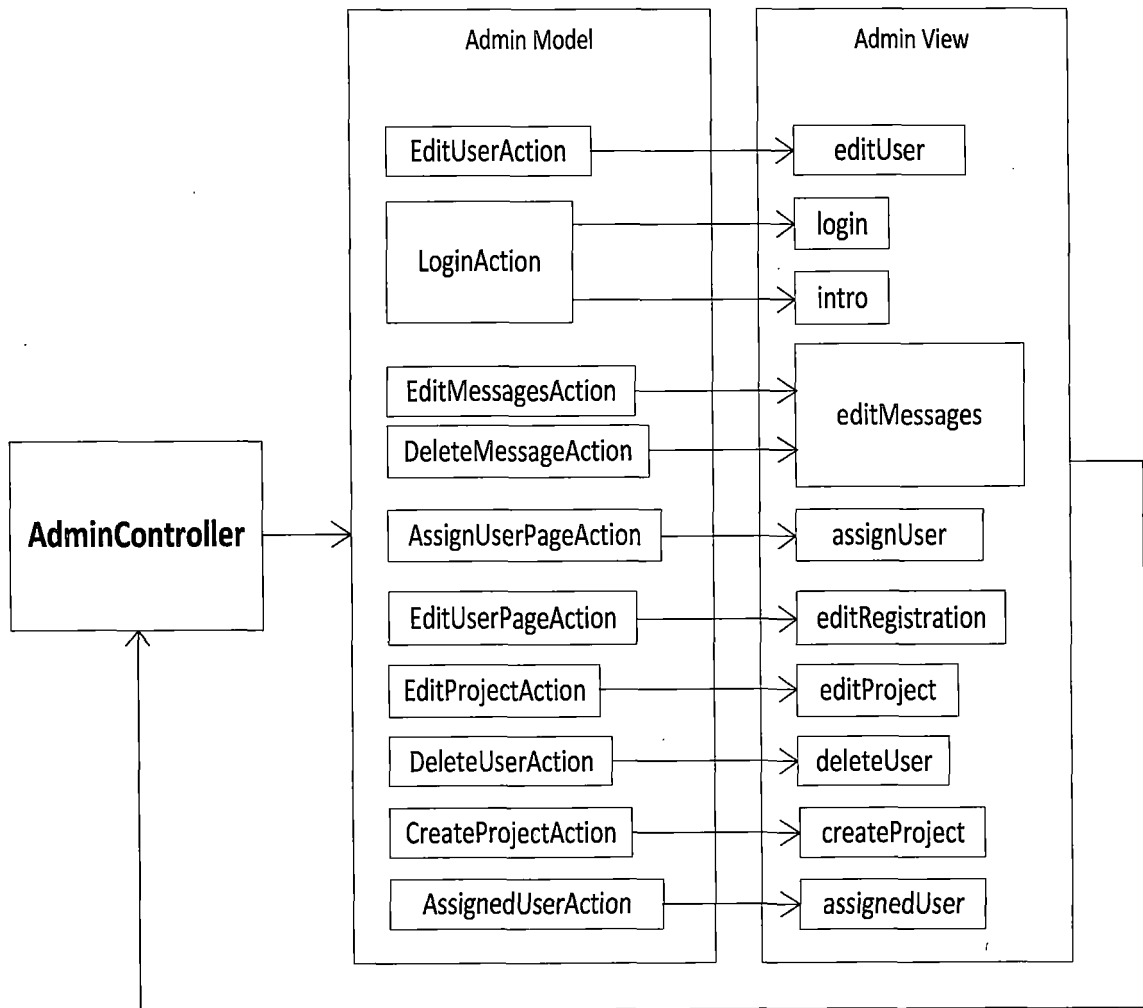 Admin Model
Admin View
EditUserAction
editUser
LoginAction
login
intro
EditMessagesAction
editMessages
DeleteMessageAction
AdminController
AssignUserPageAction
assignUser
EditUserPageAction
editRegistration
EditProjectAction
editProject
DeleteUserAction
deleteUser
CreateProjectAction
createProject
AssignedUserAction
assignedUser